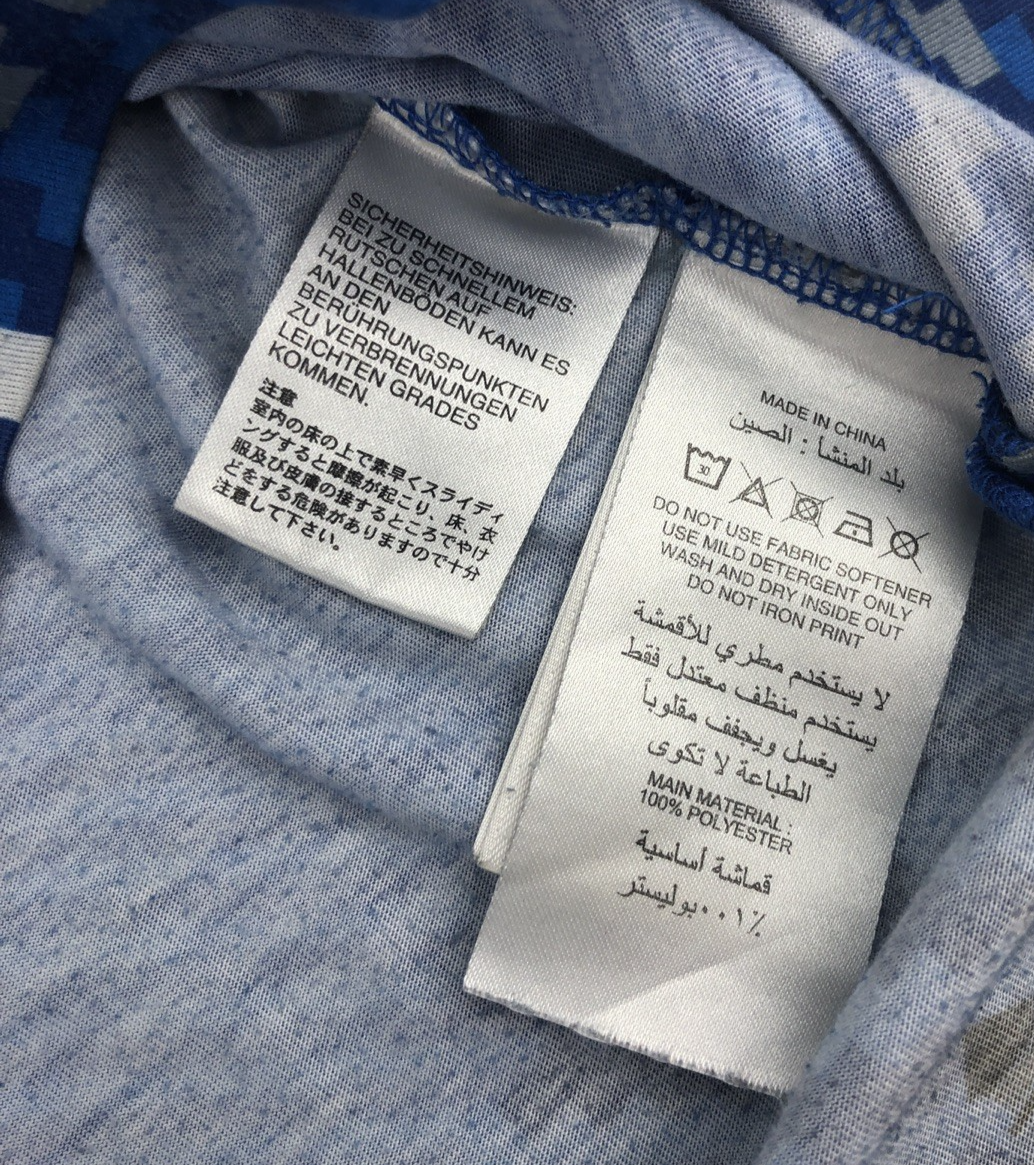 SICHERHEITSHINWEIS:
BEI ZU SCHNELLEM
RUTSCHEN AUF
HALLENBÖDEN KANN ES
AN DEN
BERÜHRUNGSPUNKTEN
ZU VERBRENNUNGEN
LEICHTEN GRADES
KOMMEN.
注意
室内の床の上で素早くスライディ
ングすると摩擦が起こり、床、衣
服及び皮膚の接するところでやけ
どをする危険がありますので十分
注意して下さい。
MADE IN CHINA
بلد المنشأ : الصين
30
DO NOT USE FABRIC SOFTENER
USE MILD DETERGENT ONLY
WASH AND DRY INSIDE OUT
DO NOT IRON PRINT
لا يستخدم مطري للأقمشة
يستخدم منظف معتدل فقط
يغسل ويجفف مقلوباً
الطباعة لا تكوى
MAIN MATERIAL :
100% POLYESTER
قماشة أساسية
٪١٠٠ بوليستر